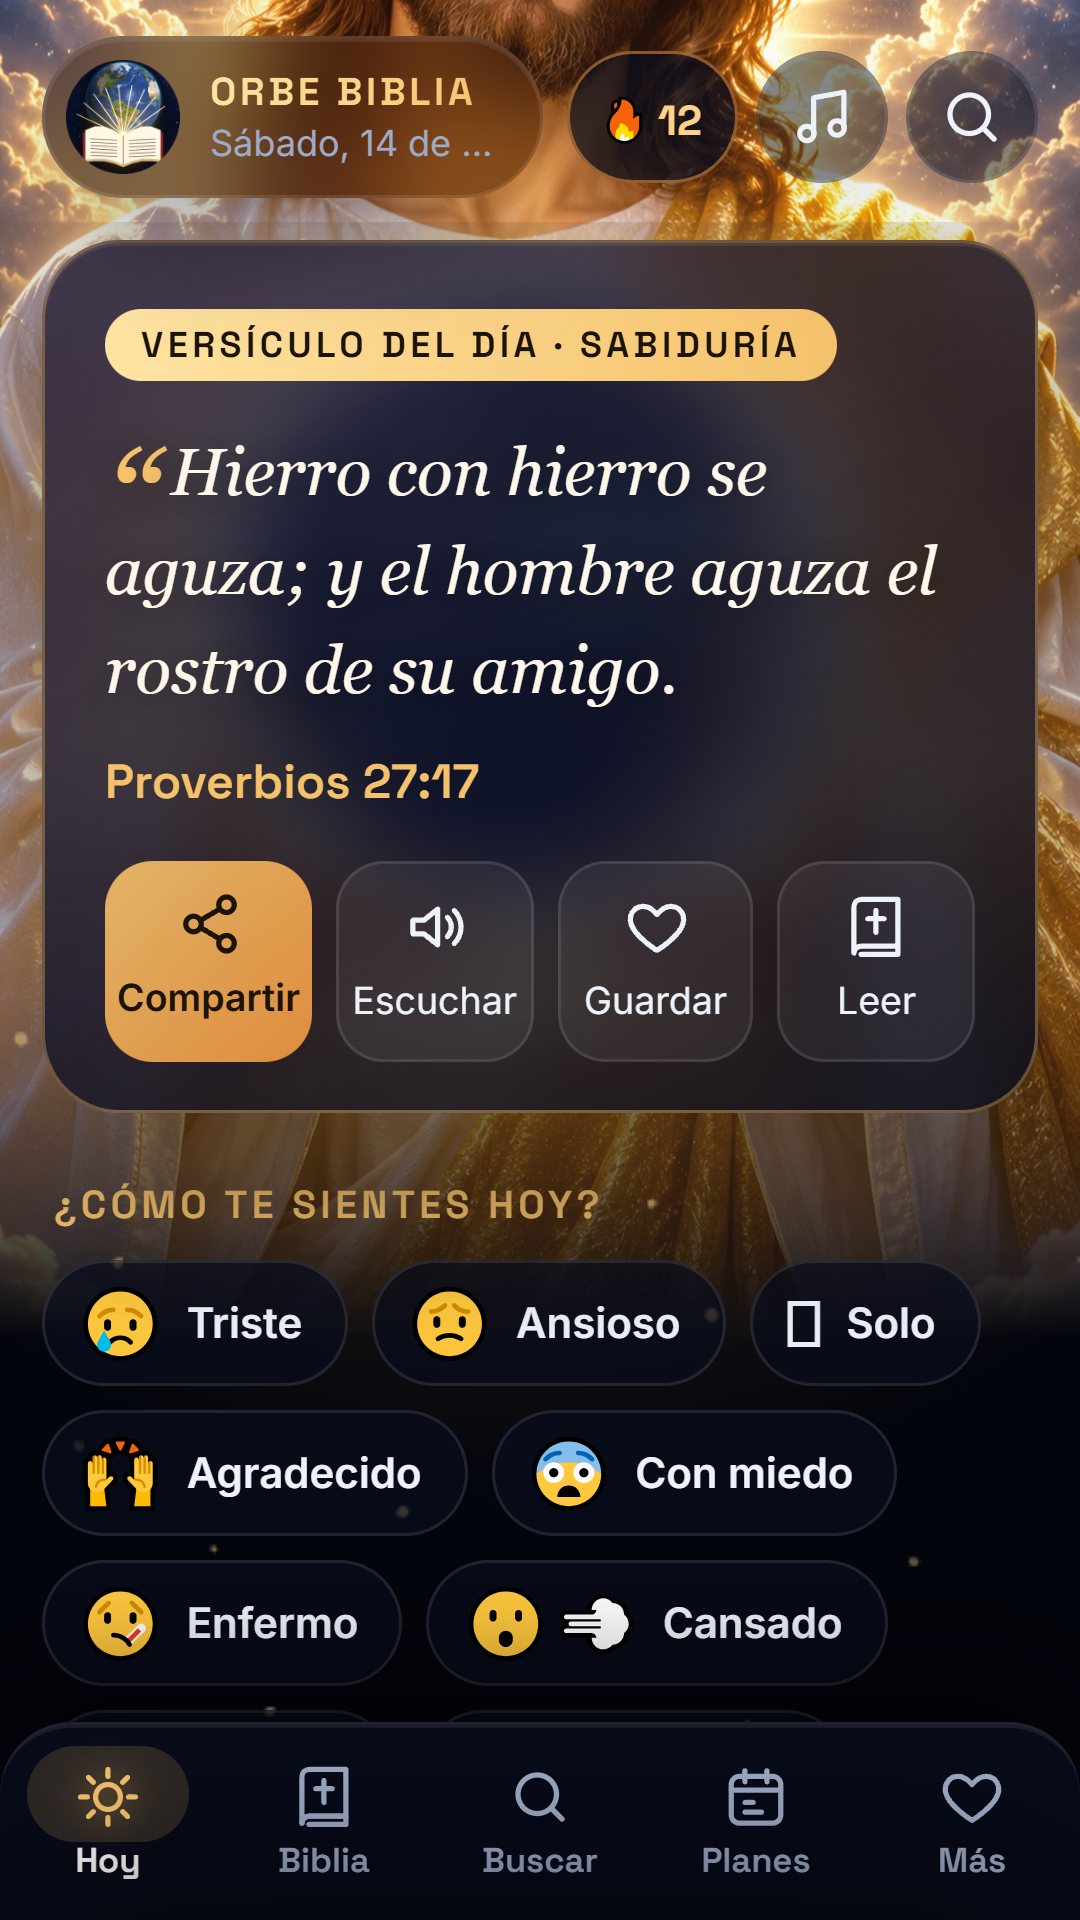 ORBE BIBLIA
Sábado, 14 de ...
12
VERSÍCULO DEL DÍA · SABIDURÍA
“Hierro con hierro se
aguza; y el hombre aguza el
rostro de su amigo.
Proverbios 27:17
Compartir
Escuchar
Guardar
Leer
¿CÓMO TE SIENTES HOY?
Triste
Ansioso
Solo
Agradecido
Con miedo
Enfermo
Cansado
Hoy
Biblia
Buscar
Planes
Más